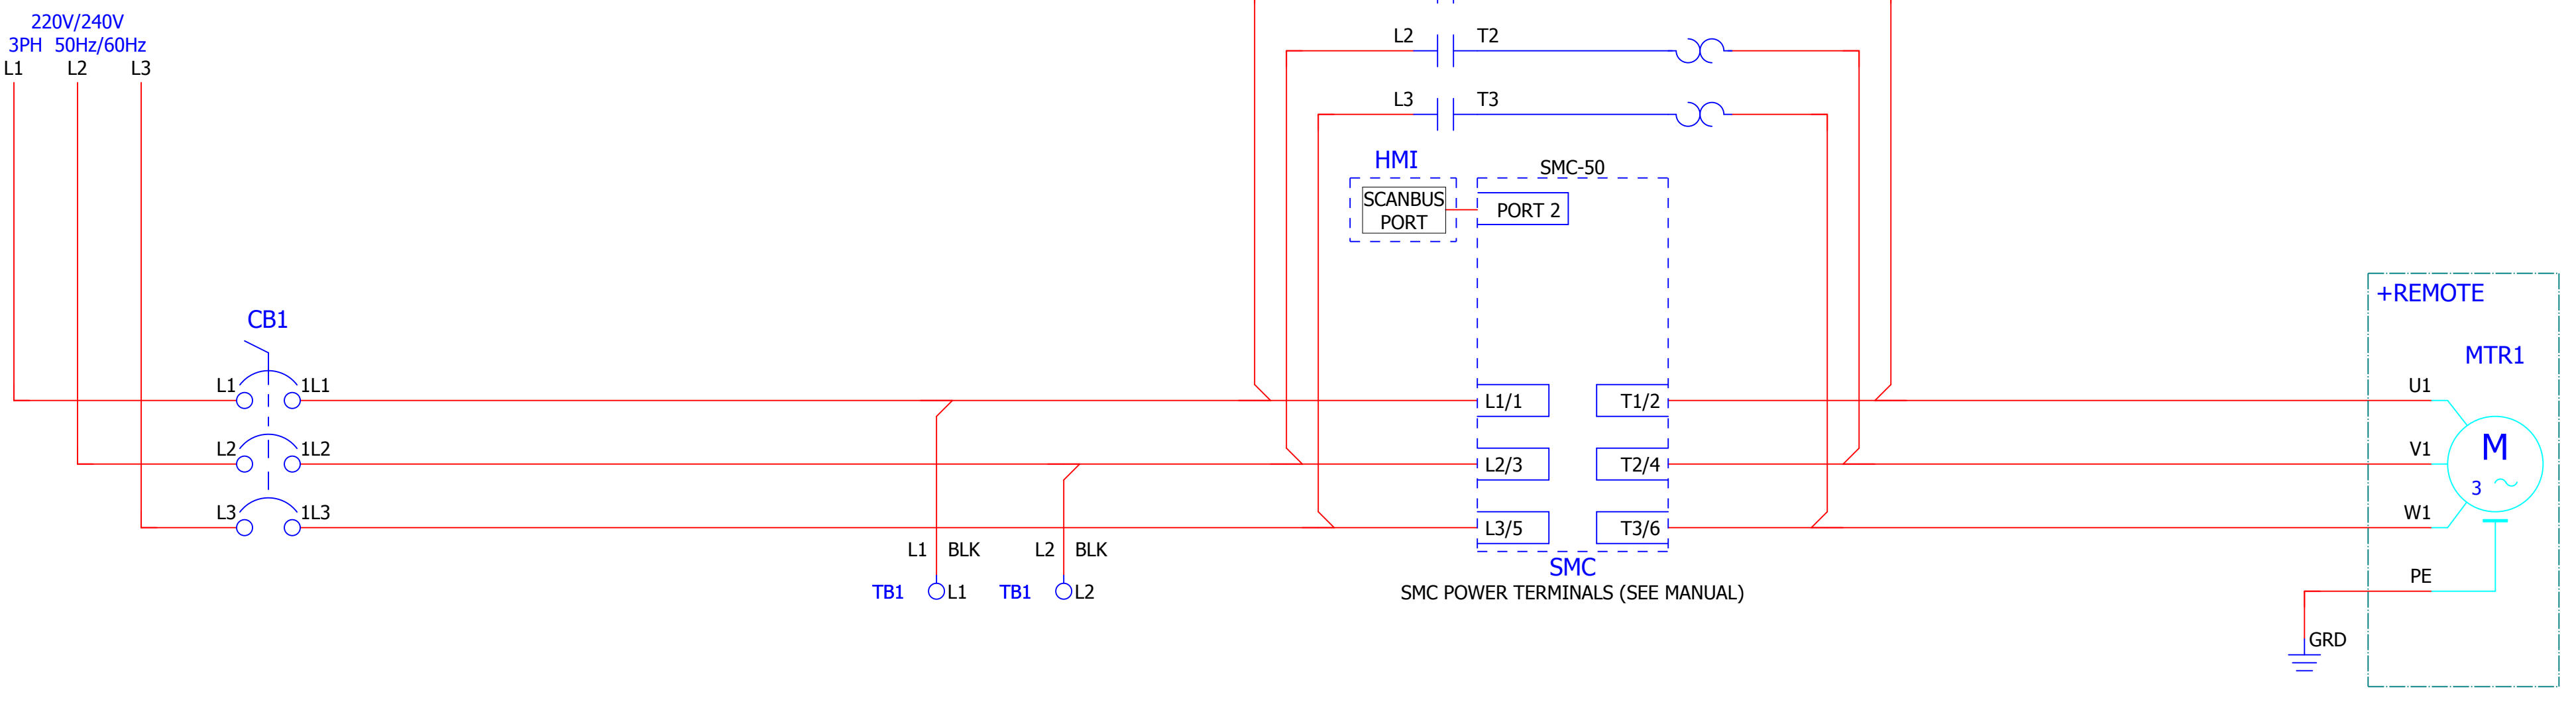 220V/240V
3PH 50Hz/60Hz
L1 L2 L3
L2 T2
L3 T3
HMI
SCANBUS
PORT
SMC-50
PORT 2
+REMOTE
MTR1
CB1
L1 1L1
L1/1 T1/2
U1
L2 1L2
L2/3 T2/4
V1
M
3
L3 1L3
L3/5 T3/6
W1
L1 BLK
L2 BLK
TB1 L1
TB1 L2
SMC
SMC POWER TERMINALS (SEE MANUAL)
PE
GRD